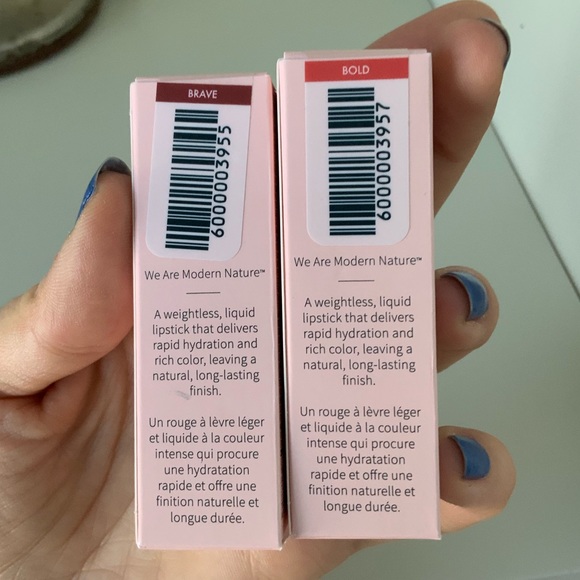 BRAVE
6000003955
We Are Modern Nature™
A weightless, liquid
lipstick that delivers
rapid hydration and
rich color, leaving a
natural, long-lasting
finish.
Un rouge à lèvre léger
et liquide à la couleur
intense qui procure
une hydratation
rapide et offre une
finition naturelle et
longue durée.
BOLD
6000003957
We Are Modern Nature™
A weightless, liquid
lipstick that delivers
rapid hydration and
rich color, leaving a
natural, long-lasting
finish.
Un rouge à lèvre léger
et liquide à la couleur
intense qui procure
une hydratation
rapide et offre une
finition naturelle et
longue durée.